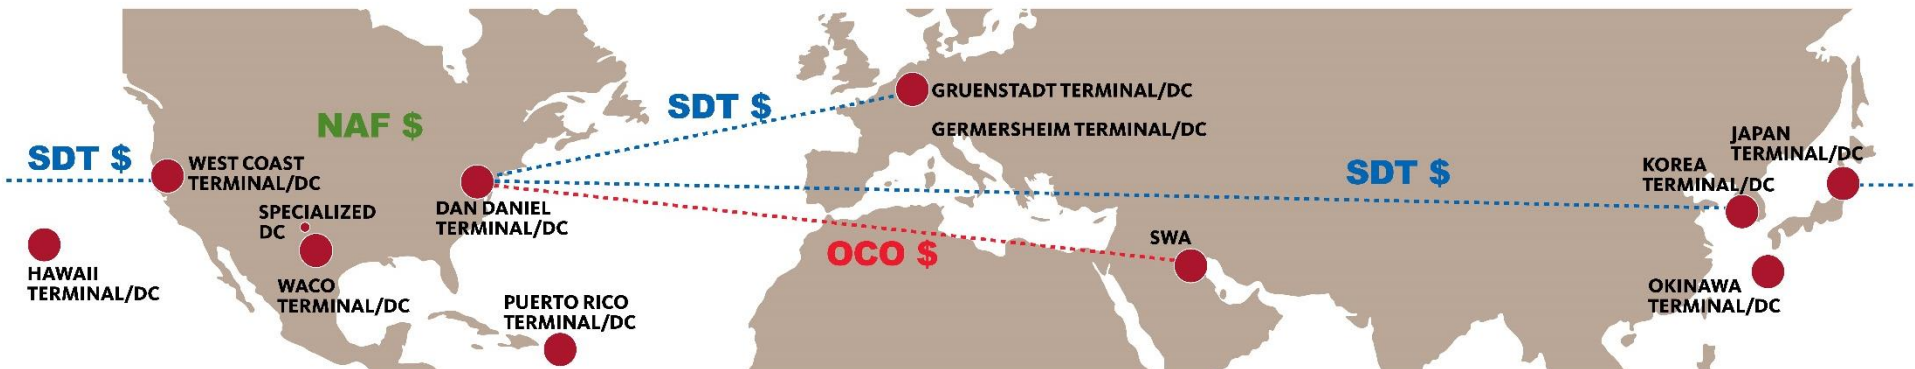 SDT $
WEST COAST
TERMINAL/DC
HAWAII
TERMINAL/DC
NAF $
SPECIALIZED
DC
WACO
TERMINAL/DC
DAN DANIEL
TERMINAL/DC
PUERTO RICO
TERMINAL/DC
SDT $
GRUENSTADT TERMINAL/DC
GERMERSHEIM TERMINAL/DC
OCO $
SWA
SDT $
KOREA
TERMINAL/DC
JAPAN
TERMINAL/DC
OKINAWA
TERMINAL/DC